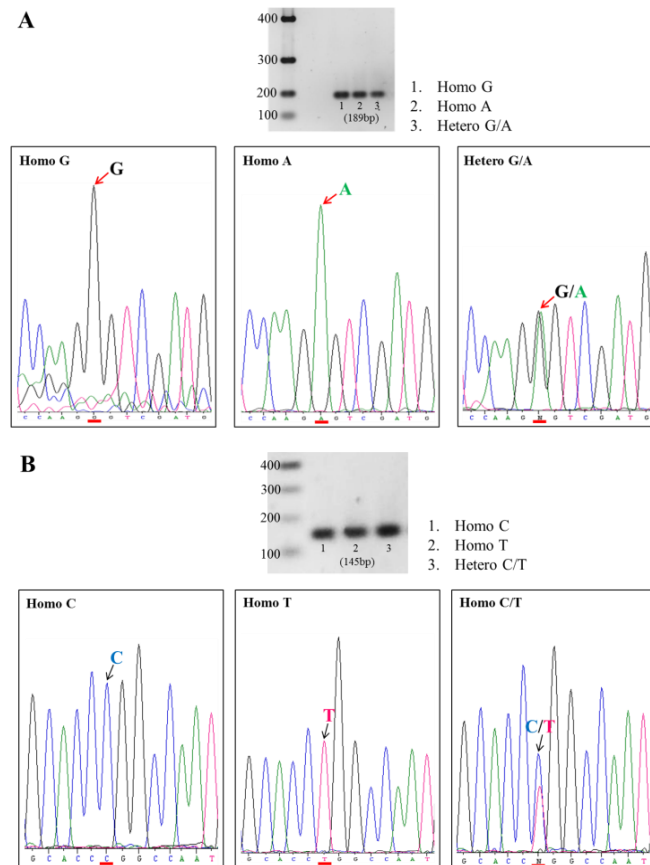 A
400
300
200
100
1 2 3
(189bp)
1. Homo G
2. Homo A
3. Hetero G/A
Homo G
G
C C A A G G G T C G A T G
Homo A
A
C C A A G A G T C G A T G
Hetero G/A
G/A
C C A A G N G T C G A T G
B
400
300
200
100
1 2 3
(145bp)
1. Homo C
2. Homo T
3. Hetero C/T
Homo C
C
G C A C C C G G C C A A T
Homo T
T
G C A C C T G G C C A A T
Homo C/T
C/T
G C A C C N G G C C A A T